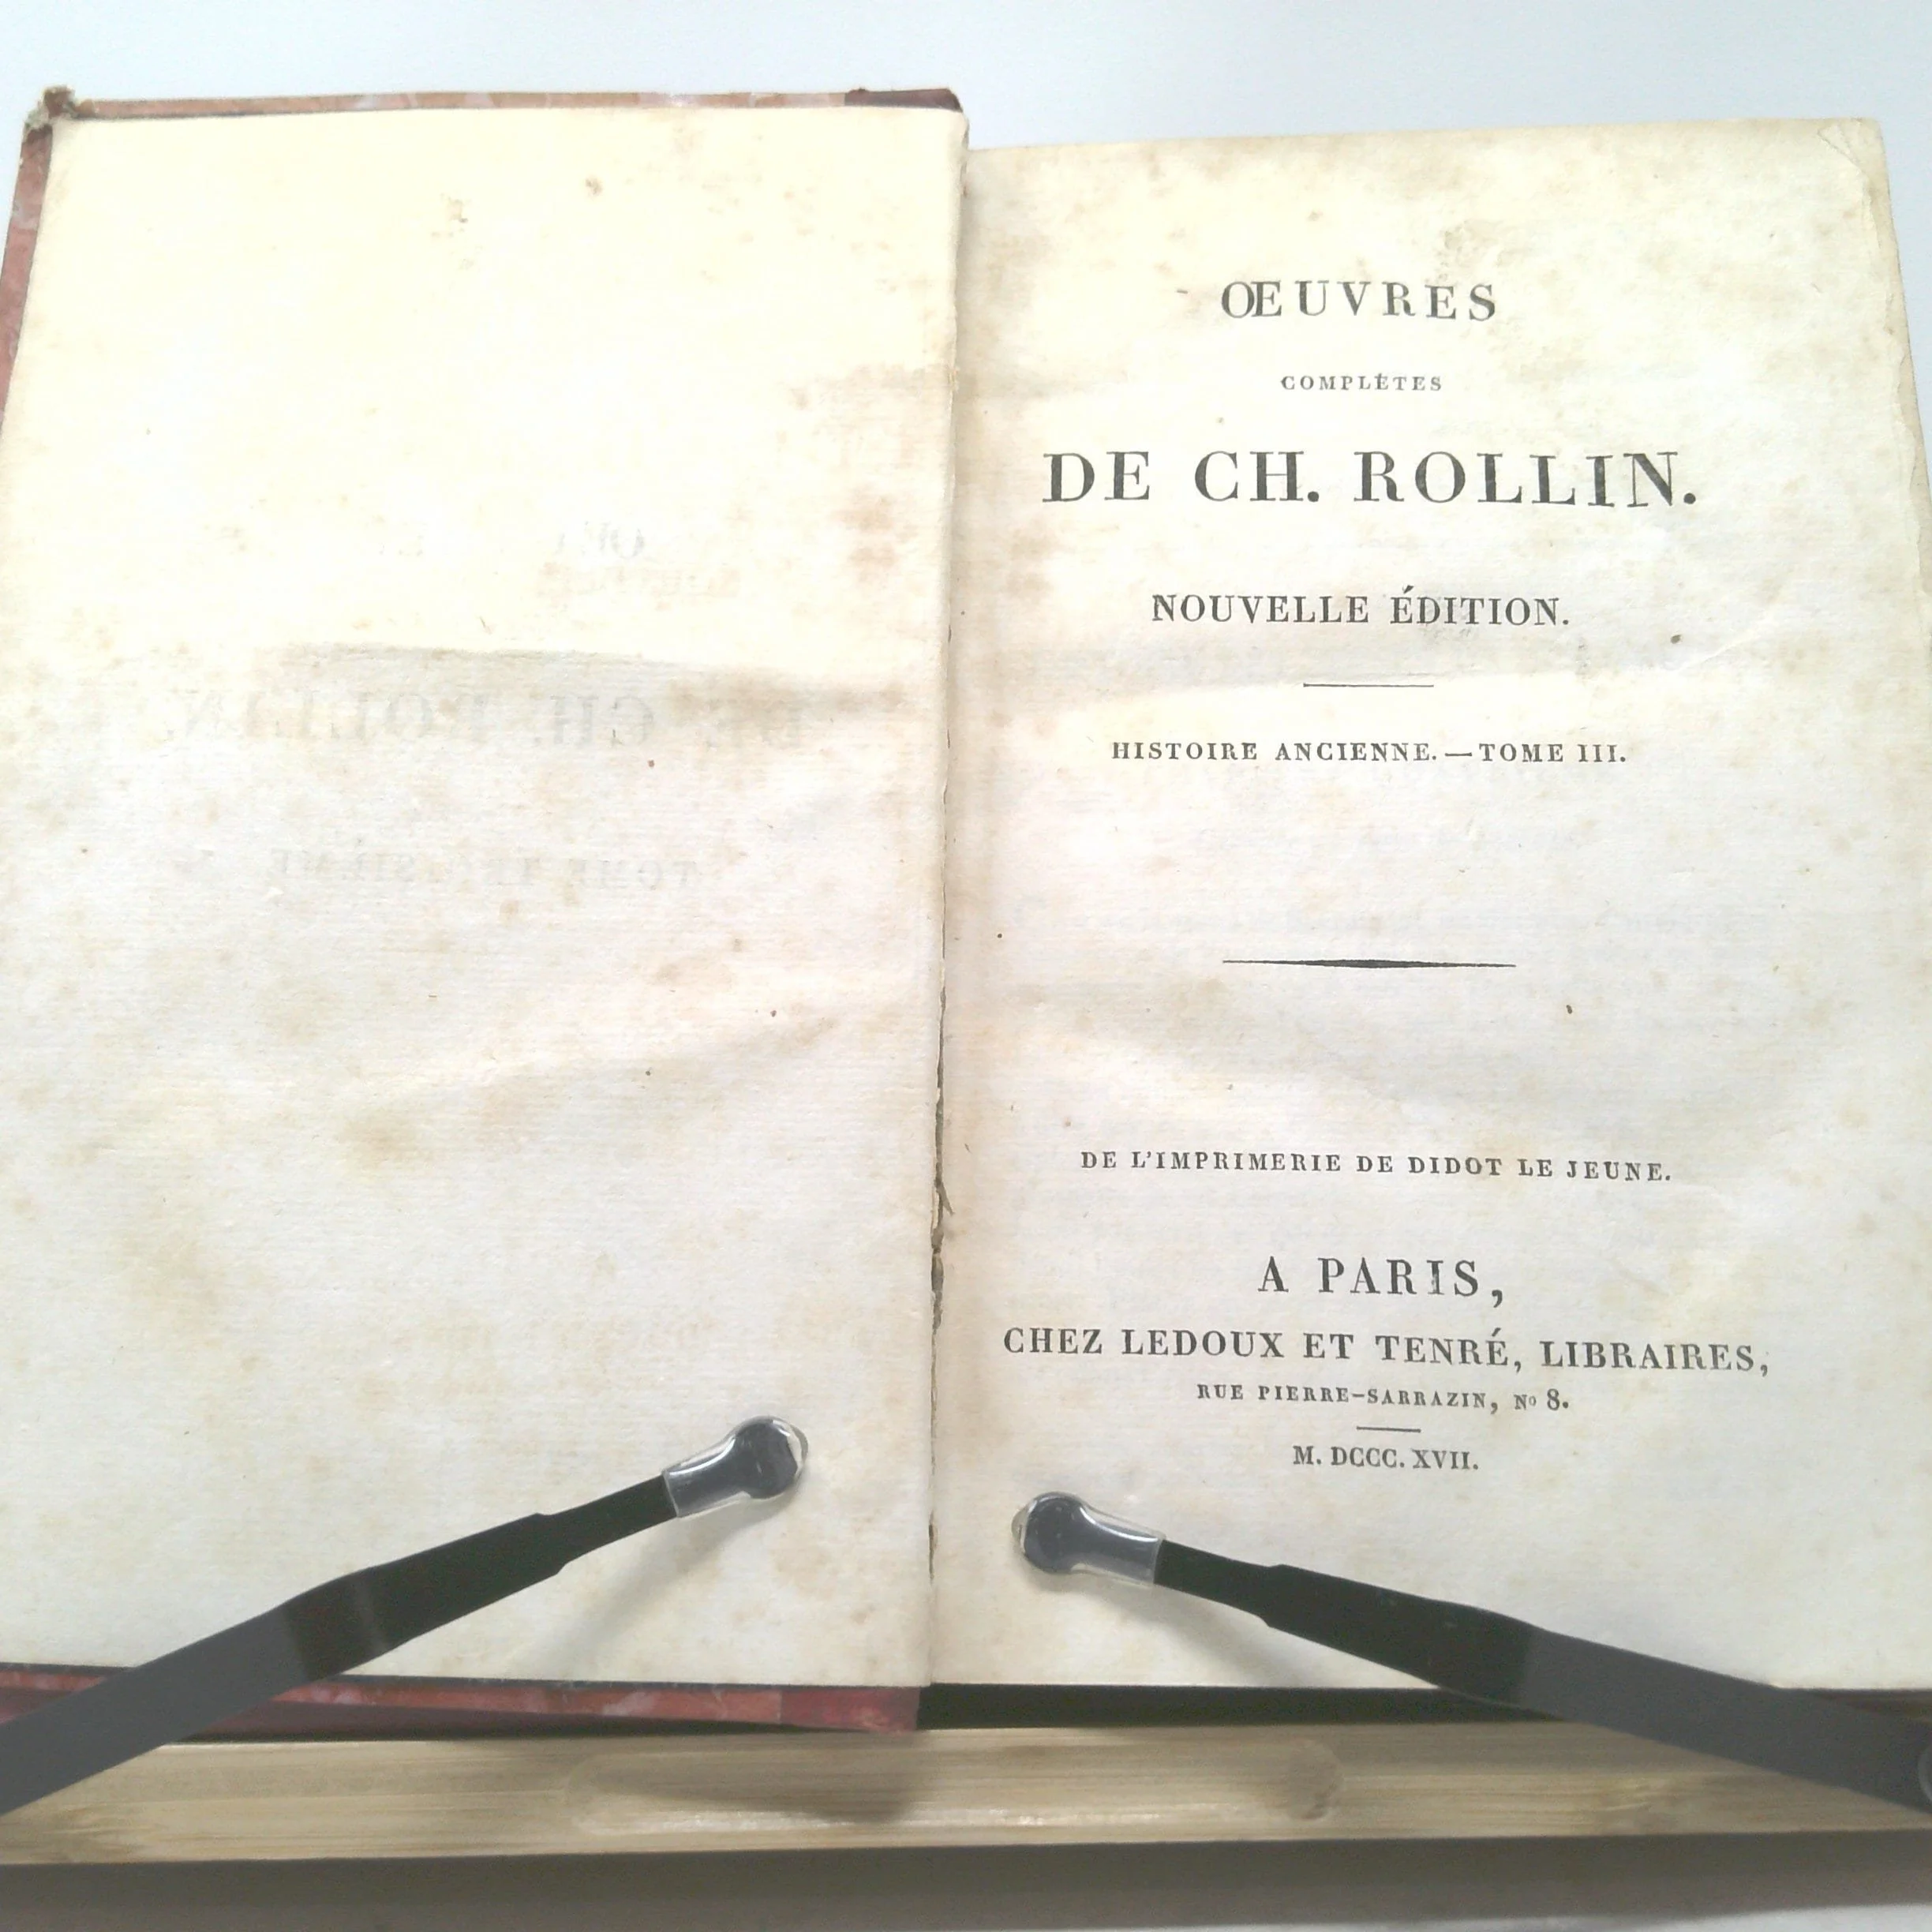 ŒUVRES
COMPLÈTES
DE CH. ROLLIN.
NOUVELLE ÉDITION.
HISTOIRE ANCIENNE.—TOME III.
DE L'IMPRIMERIE DE DIDOT LE JEUNE.
A PARIS,
CHEZ LEDOUX ET TENRÉ, LIBRAIRES,
RUE PIERRE-SARRAZIN, Nº 8.
M. DCCC. XVII.